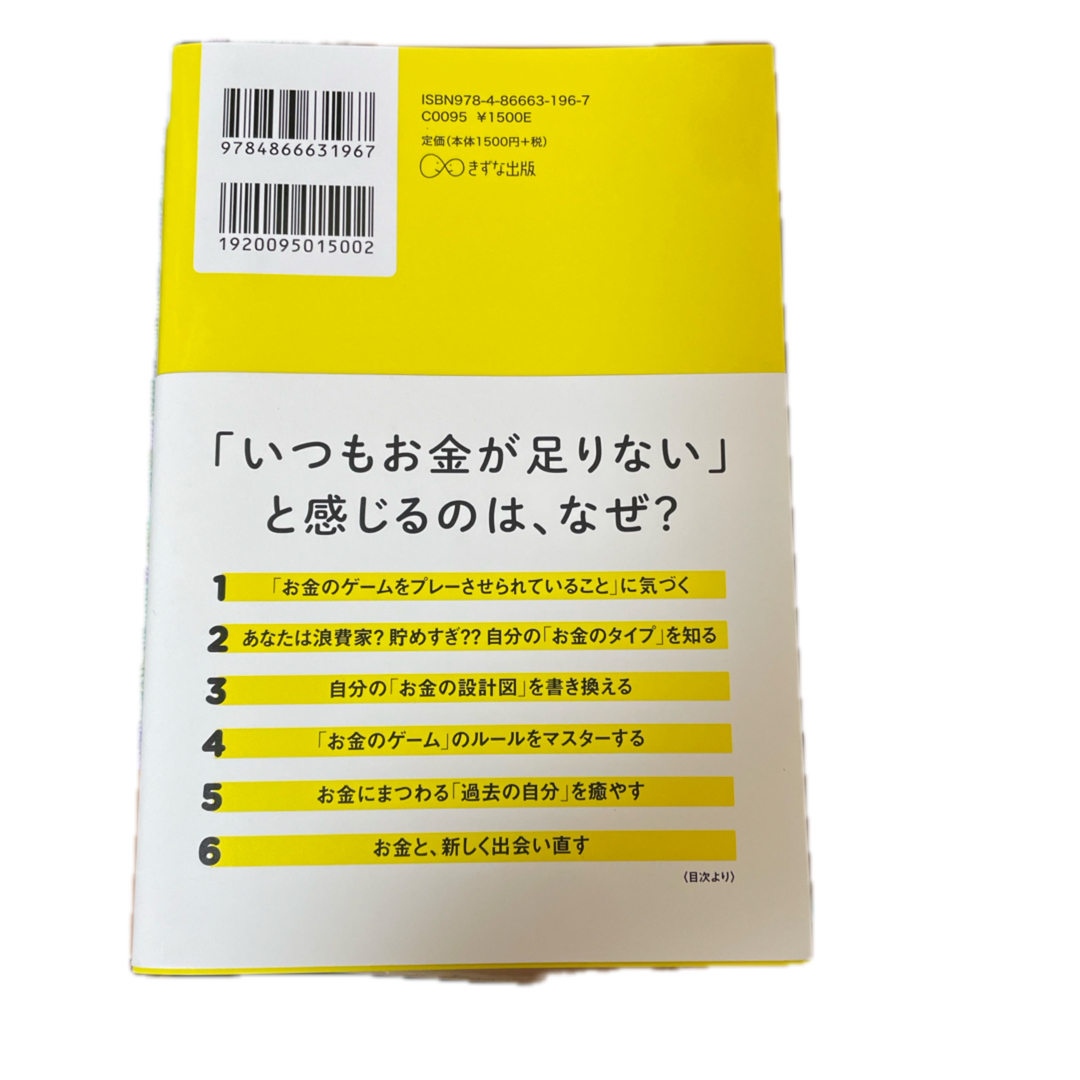 9784866631967
1920095015002
ISBN978-4-86663-196-7
C0095 ¥1500E
定価(本体1500円+税)
きずな出版
「いつもお金が足りない」
と感じるのは、なぜ?
1 「お金のゲームをプレーさせられていること」に気づく
2 あなたは浪費家?貯めすぎ??自分の「お金のタイプ」を知る
3 自分の「お金の設計図」を書き換える
4 「お金のゲーム」のルールをマスターする
5 お金にまつわる「過去の自分」を癒やす
6 お金と、新しく出会い直す
〈目次より〉